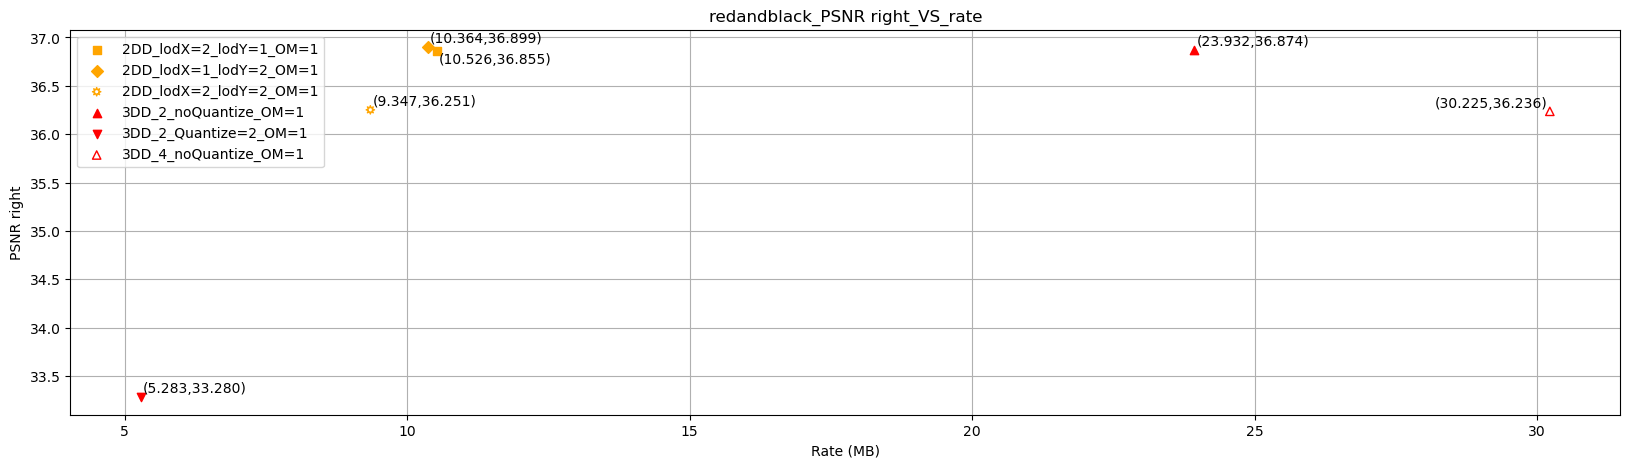 redandblack_PSNR right_VS_rate
37.0
36.5
36.0
35.5
35.0
34.5
34.0
33.5
PSNR right
2DD_lodX=2_lodY=1_OM=1
2DD_lodX=1_lodY=2_OM=1
2DD_lodX=2_lodY=2_OM=1
3DD_2_noQuantize_OM=1
3DD_2_Quantize=2_OM=1
3DD_4_noQuantize_OM=1
(10.364,36.899)
(10.526,36.855)
(9.347,36.251)
(23.932,36.874)
(30.225,36.236)
(5.283,33.280)
5
10
15
20
25
30
Rate (MB)